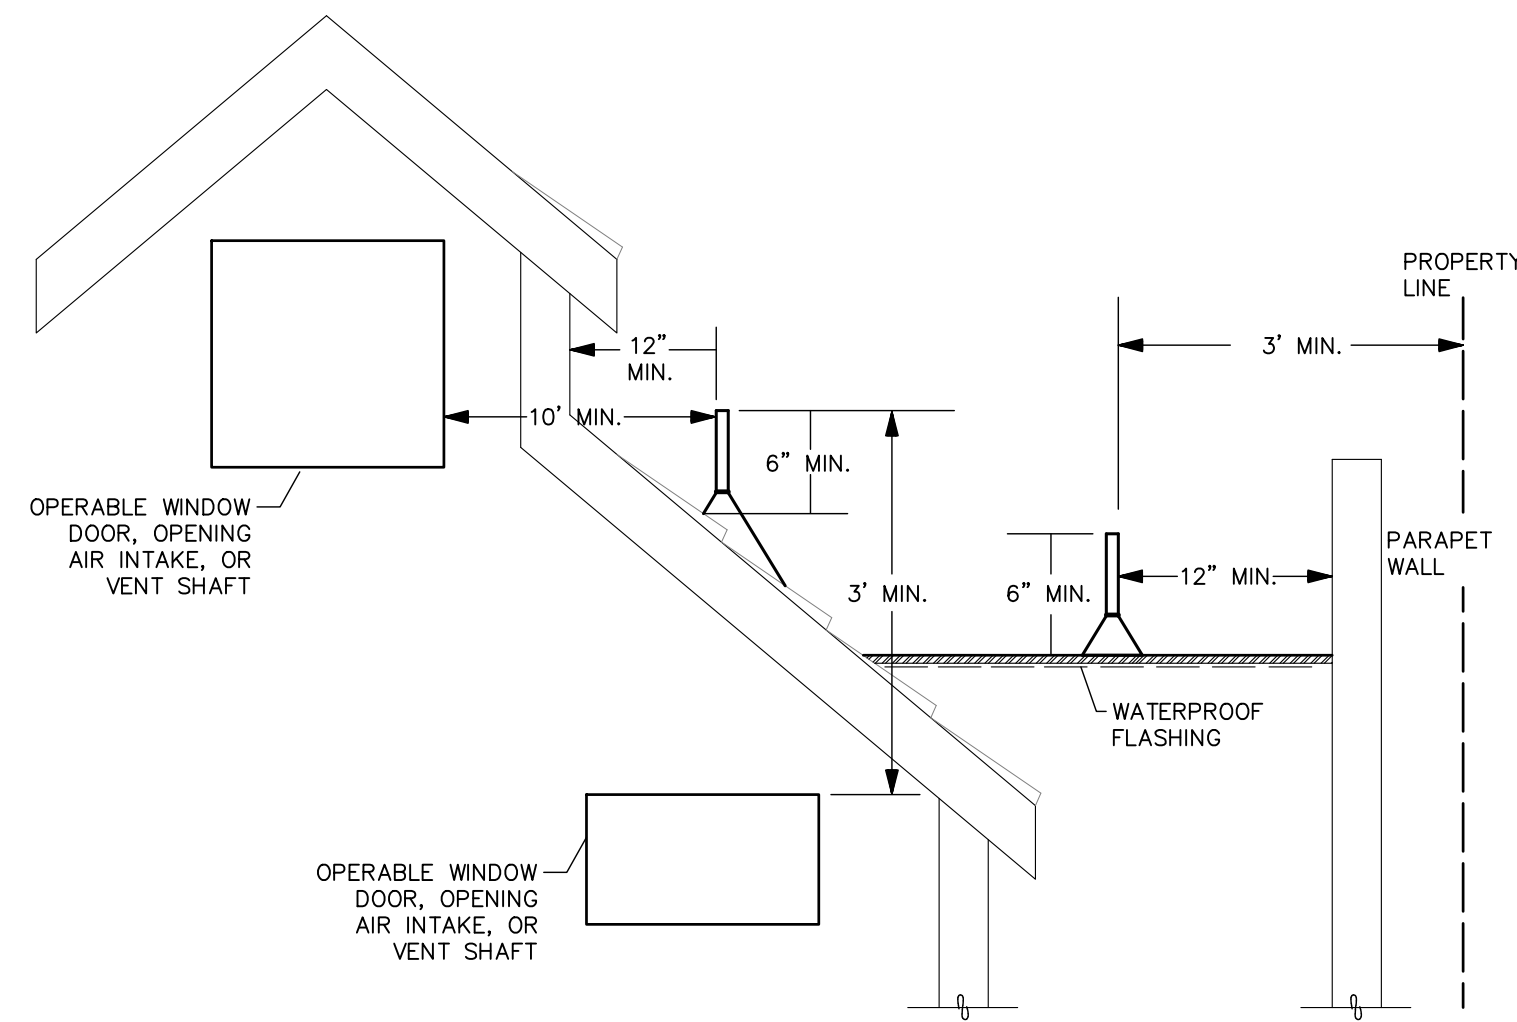 PROPERTY
LINE
12”
MIN.
3' MIN.
10' MIN.
6” MIN.
OPERABLE WINDOW
DOOR, OPENING
AIR INTAKE, OR
VENT SHAFT
PARAPET
WALL
12” MIN.
3' MIN.
6” MIN.
WATERPROOF
FLASHING
OPERABLE WINDOW
DOOR, OPENING
AIR INTAKE, OR
VENT SHAFT